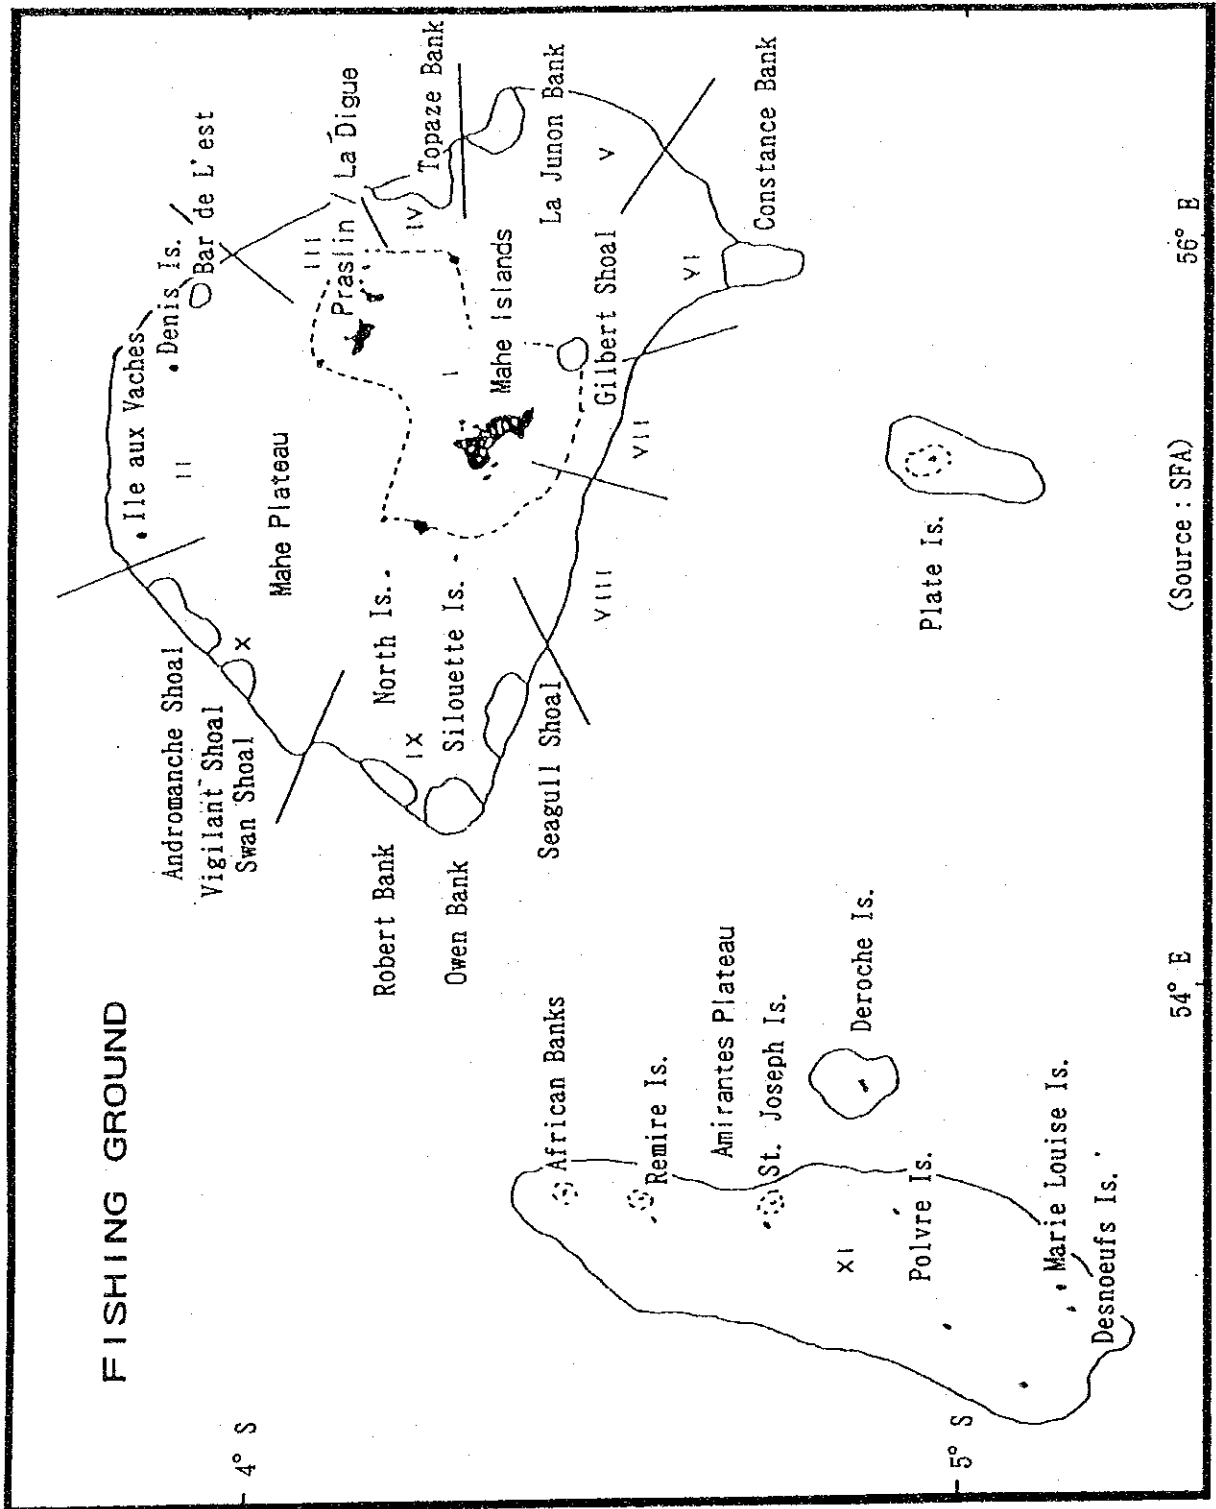 FISHING GROUND
Ile aux Vaches
Denis Is.
Bar de L'est
II
Mahe Plateau
III
Praslin / La Digue
IV
Topaze Bank
Andromanche Shoal
Vigilant Shoal
Swan Shoal
X
North Is.
I
Mahe Islands
La Junon Bank
V
Robert Bank
IX
Silouette Is.
Owen Bank
Gilbert Shoal
Seagull Shoal
VIII
VII
VI
Constance Bank
African Banks
Remire Is.
Amirantes Plateau
St. Joseph Is.
Deroche Is.
XI
Polvre Is.
Marie Louise Is.
Desnoeufs Is.
Plate Is.
4° S
5° S
54° E
56° E
(Source : SFA)